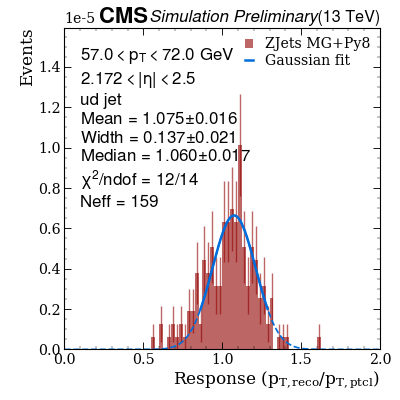 1e-5 CMS Simulation Preliminary (13 TeV)
Events
57.0 < p_T < 72.0 GeV
2.172 < |η| < 2.5
ud jet
Mean = 1.075±0.016
Width = 0.137±0.021
Median = 1.060±0.017
χ²/ndof = 12/14
Neff = 159
ZJets MG+Py8
Gaussian fit
1.4
1.2
1.0
0.8
0.6
0.4
0.2
0.0
0.0 0.5 1.0 1.5 2.0
Response (p_T,reco/p_T,ptcl)